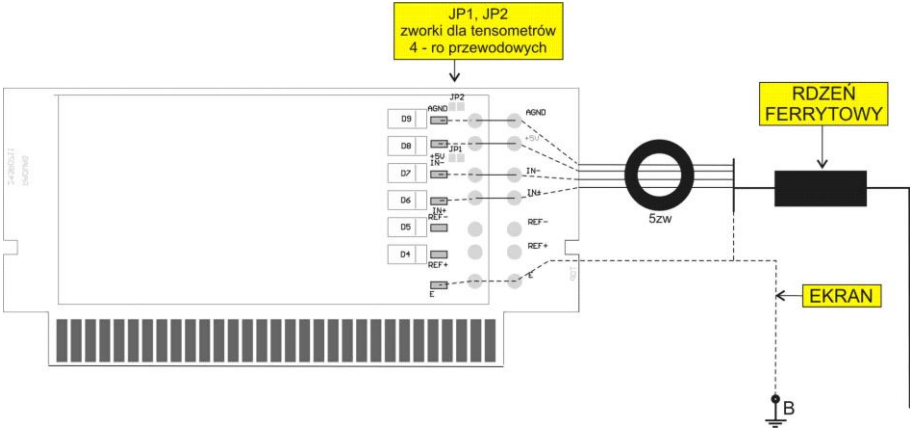 JP1, JP2
zworki dla tensometrów
4 - ro przewodowych
JP2
AGND
AGND
D9
+5V
D8
+5V
JP1
IN-
IN-
D7
IN+
D6
IN+
REF-
REF-
D5
REF+
D4
REF+
E
E
TOP
RDZEŃ
FERRYTOWY
5zw
EKRAN
B